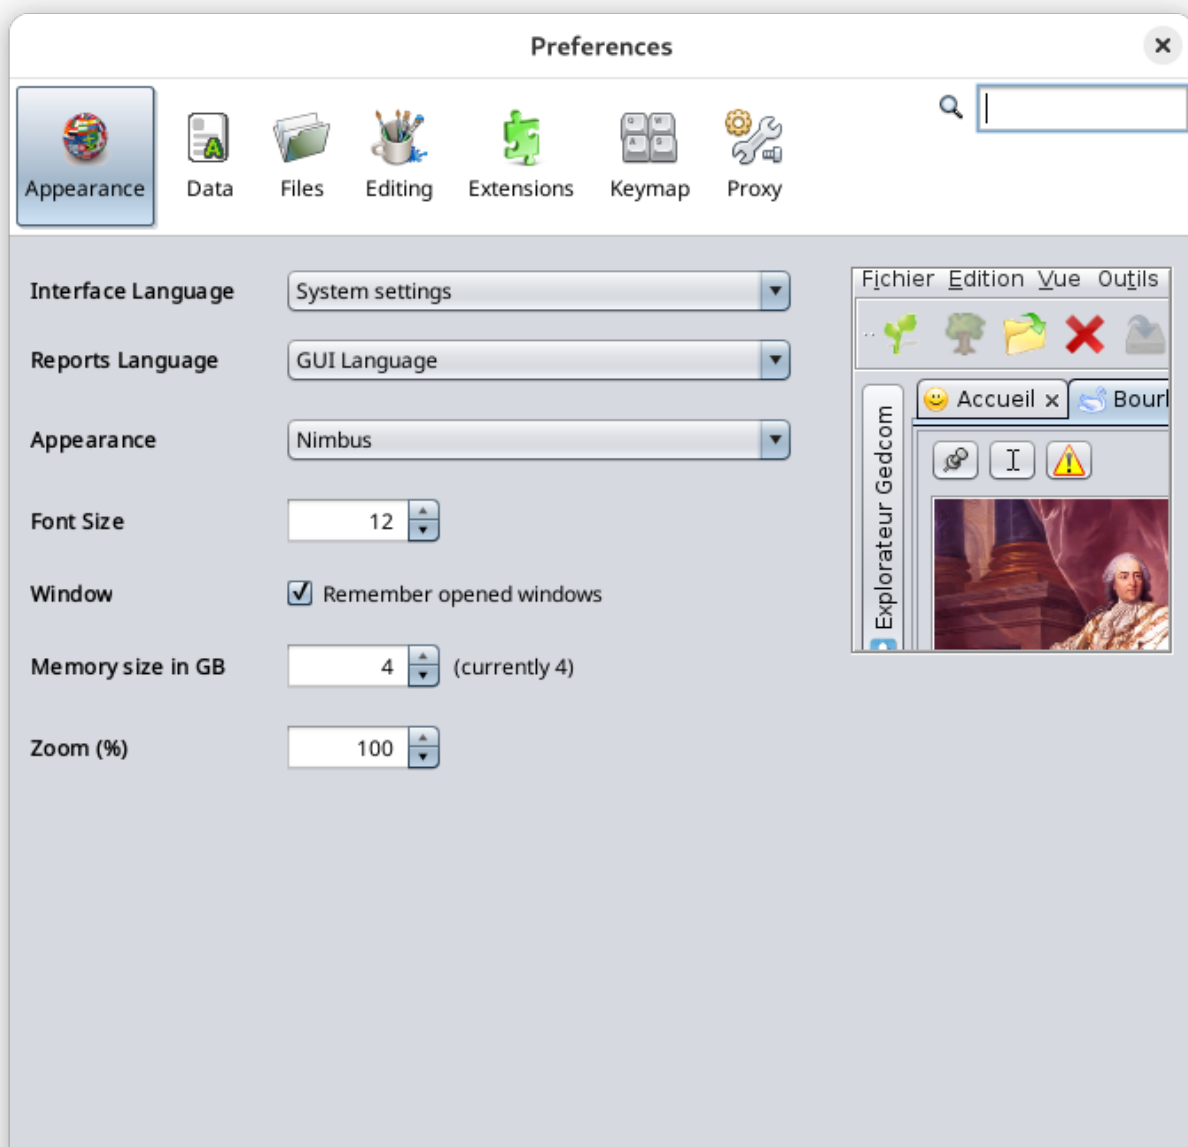 Preferences
Appearance
Data
Files
Editing
Extensions
Keymap
Proxy
Interface Language
System settings
Reports Language
GUI Language
Appearance
Nimbus
Font Size
12
Window
Remember opened windows
Memory size in GB
4
(currently 4)
Zoom (%)
100
Fichier Edition Vue Outils
Accueil
Explorateur Gedcom